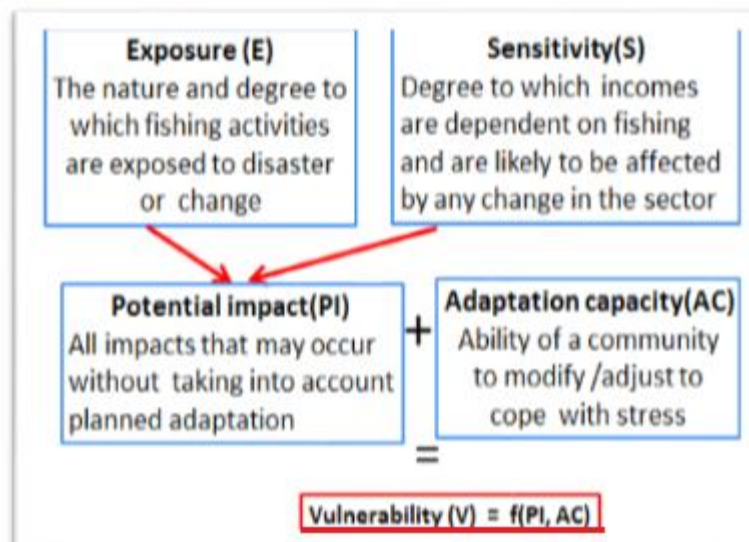 Exposure (E)
The nature and degree to
which fishing activities
are exposed to disaster
or change
Sensitivity(S)
Degree to which incomes
are dependent on fishing
and are likely to be affected
by any change in the sector
Potential impact(PI)
All impacts that may occur
without taking into account
planned adaptation
+
Adaptation capacity(AC)
Ability of a community
to modify /adjust to
cope with stress
=
Vulnerability (V) = f(PI, AC)